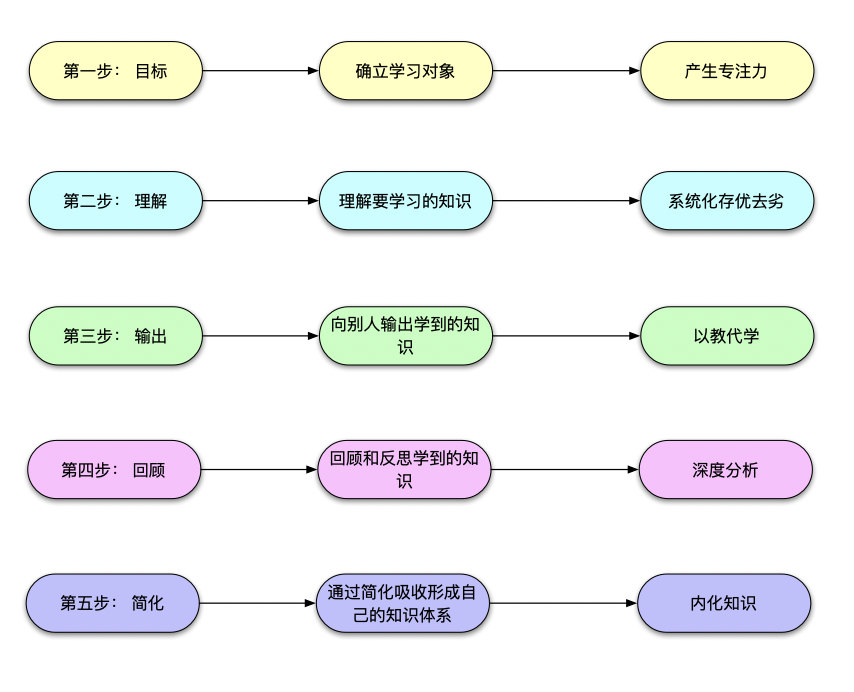 第一步： 目标
确立学习对象
产生专注力
第二步： 理解
理解要学习的知识
系统化存优去劣
第三步： 输出
向别人输出学到的知
识
以教代学
第四步： 回顾
回顾和反思学到的知
识
深度分析
第五步： 简化
通过简化吸收形成自
己的知识体系
内化知识